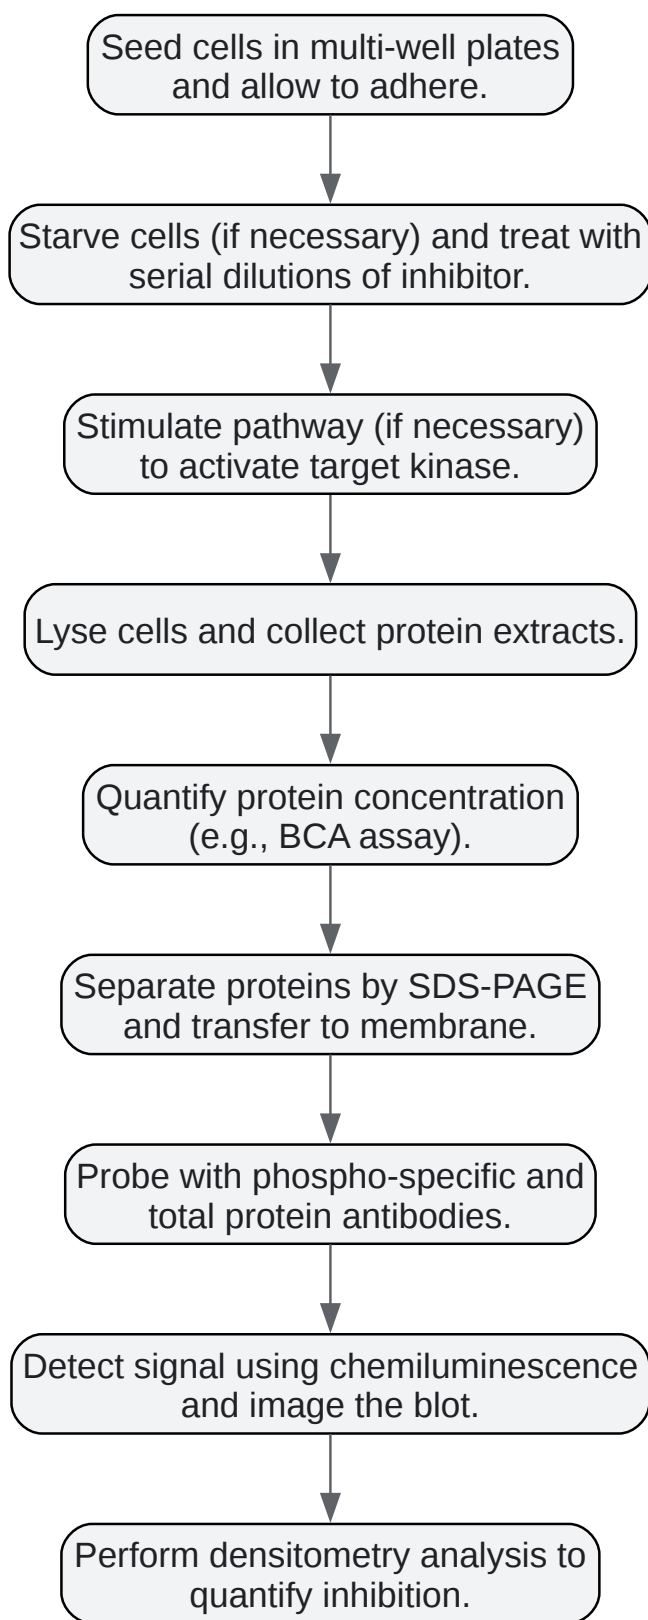 Seed cells in multi-well plates
and allow to adhere.
Starve cells (if necessary) and treat with
serial dilutions of inhibitor.
Stimulate pathway (if necessary)
to activate target kinase.
Lyse cells and collect protein extracts.
Quantify protein concentration
(e.g., BCA assay).
Separate proteins by SDS-PAGE
and transfer to membrane.
Probe with phospho-specific and
total protein antibodies.
Detect signal using chemiluminescence
and image the blot.
Perform densitometry analysis to
quantify inhibition.